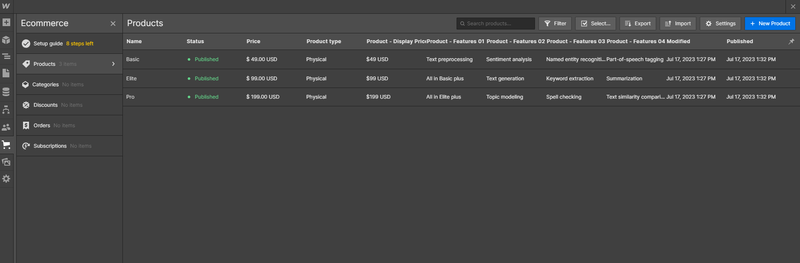 Ecommerce
Setup guide 8 steps left
Products 3 items
Categories No items
Discounts No items
Orders No items
Subscriptions No items
Products
Search products...
Filter
Select...
Export
Import
Settings
+ New Product
Name Status Price Product type Product - Display Price Product - Features 01 Product - Features 02 Product - Features 03 Product - Features 04 Modified Published
Basic Published $ 49.00 USD Physical $49 USD Text preprocessing Sentiment analysis Named entity recogniti... Part-of-speech tagging Jul 17, 2023 1:27 PM Jul 17, 2023 1:32 PM
Elite Published $ 99.00 USD Physical $99 USD All in Basic plus Text generation Keyword extraction Summarization Jul 17, 2023 1:27 PM Jul 17, 2023 1:32 PM
Pro Published $ 199.00 USD Physical $199 USD All in Elite plus Topic modeling Spell checking Text similarity compari... Jul 17, 2023 1:27 PM Jul 17, 2023 1:32 PM